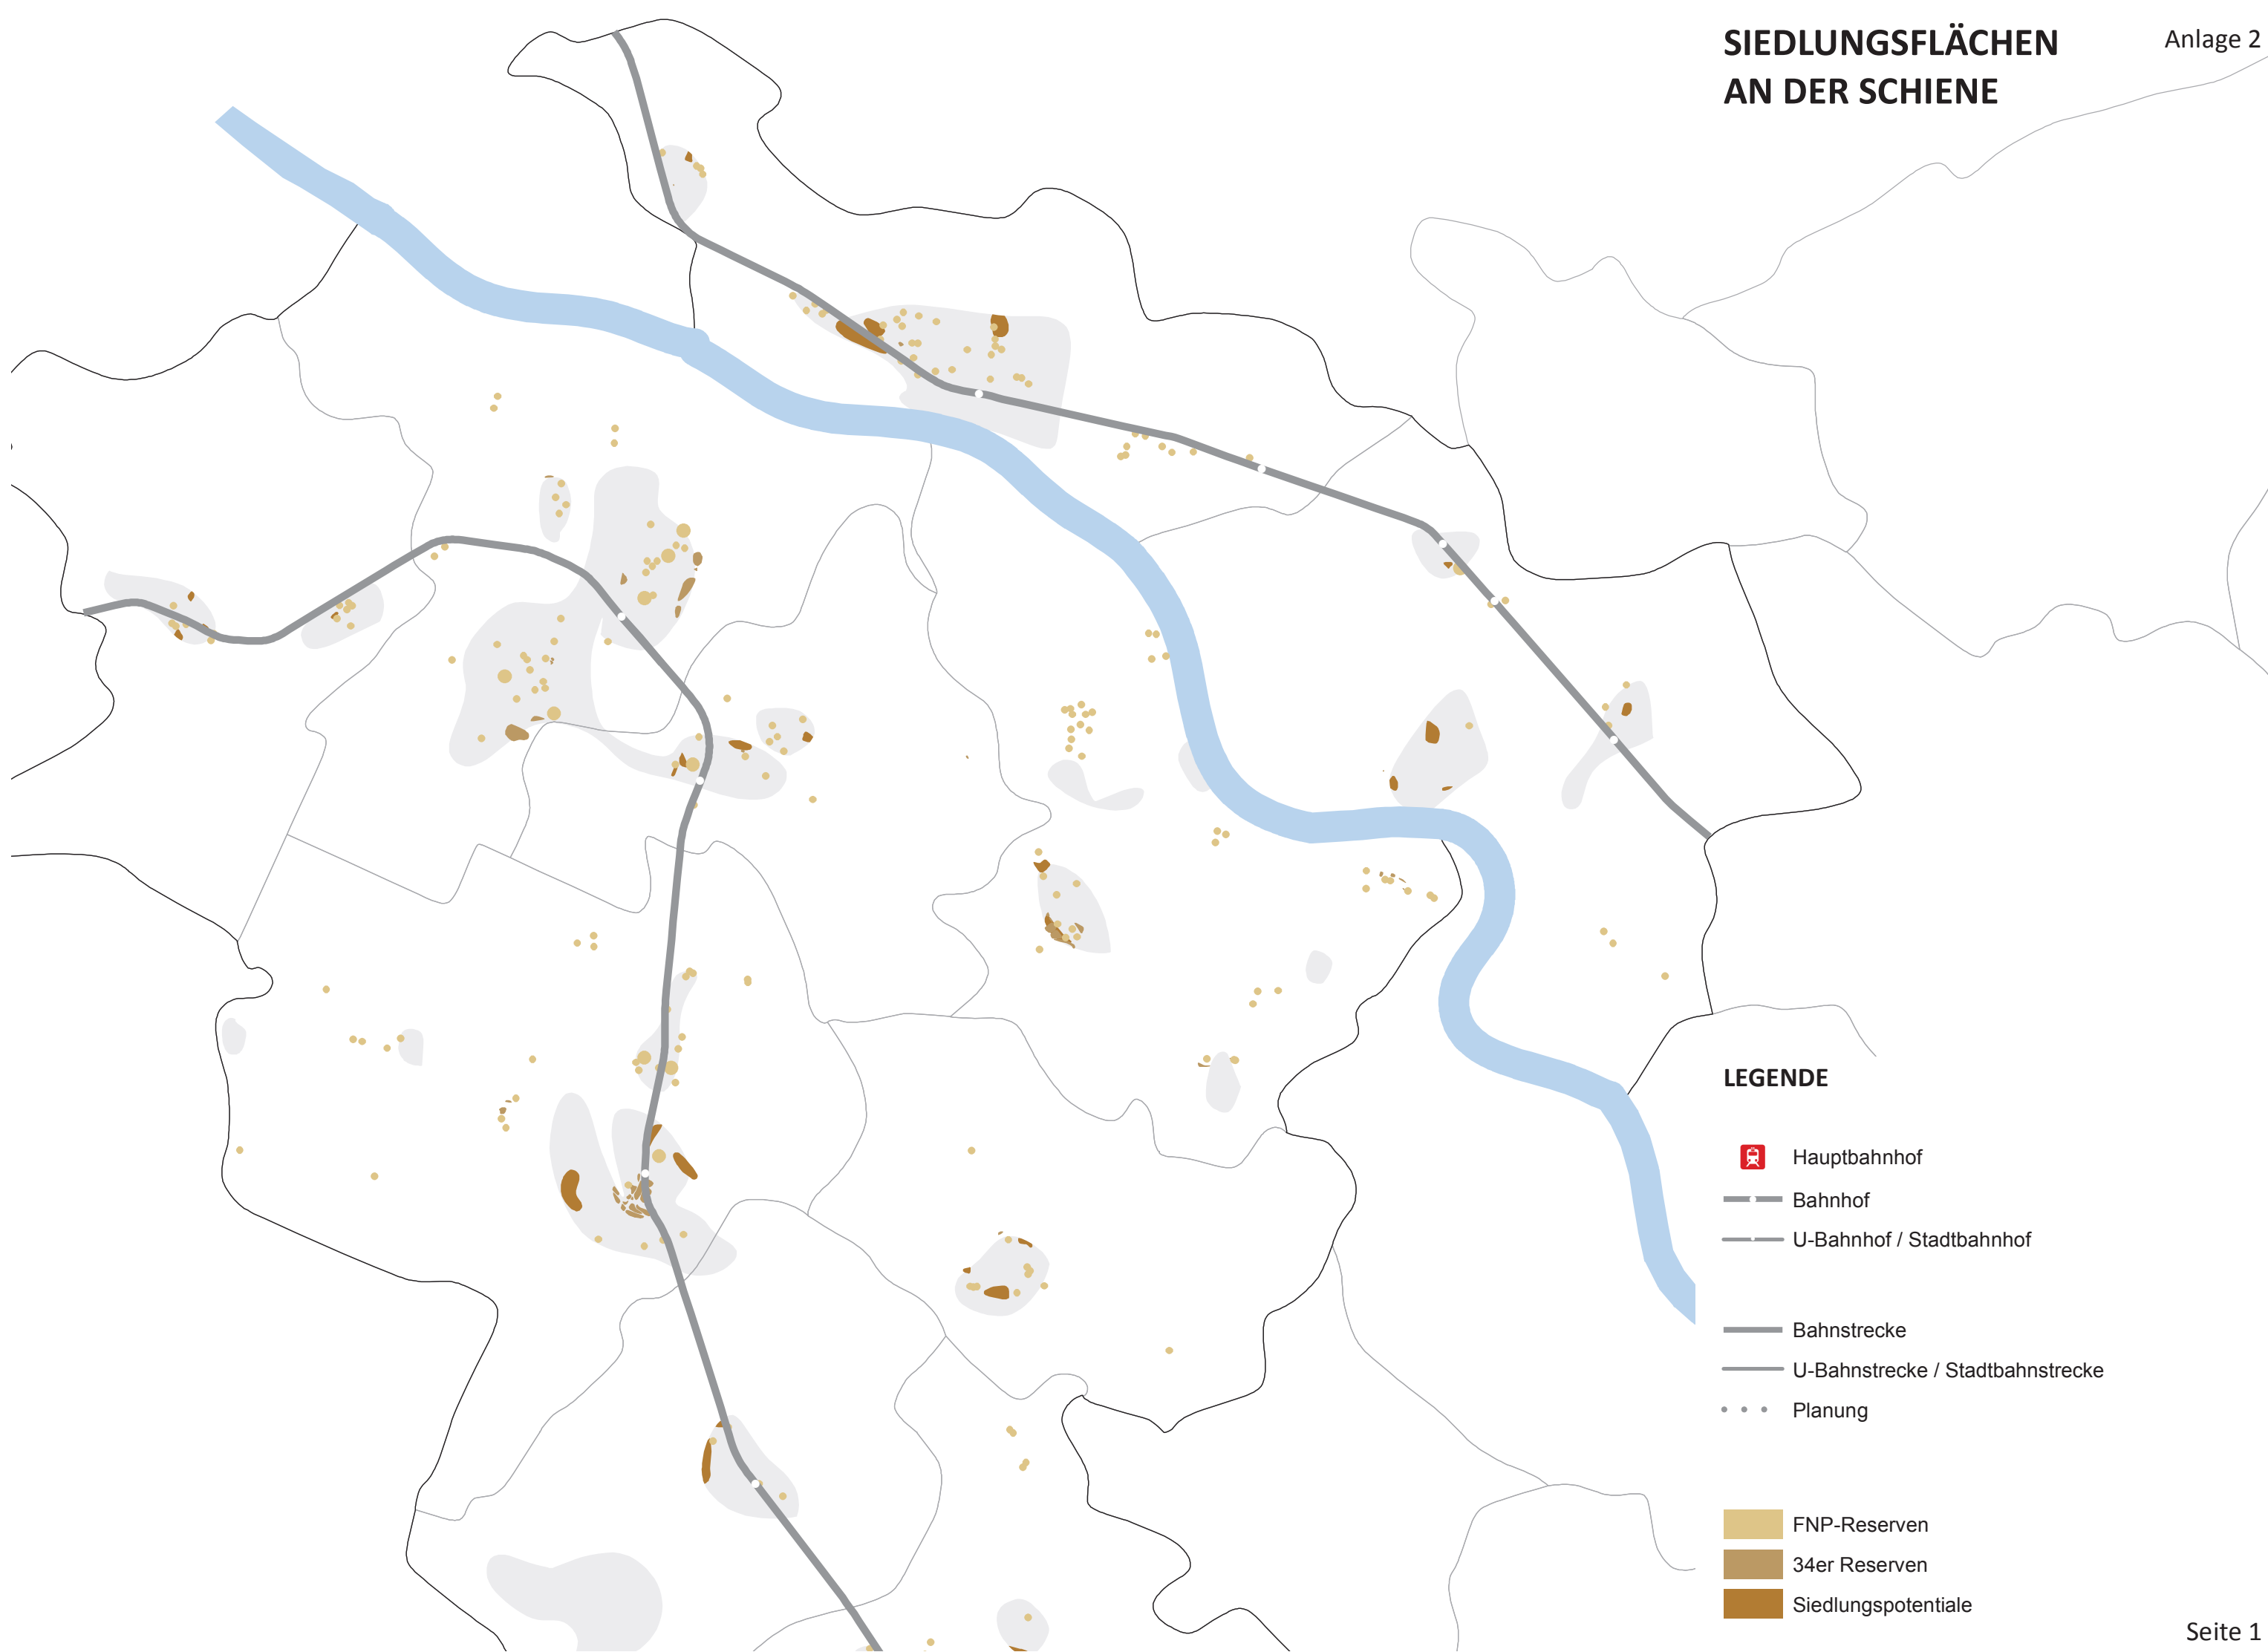 SIEDLUNGSFLÄCHEN
AN DER SCHIENE
Anlage 2
LEGENDE
Hauptbahnhof
Bahnhof
U-Bahnhof / Stadtbahnhof
Bahnstrecke
U-Bahnstrecke / Stadtbahnstrecke
Planung
FNP-Reserven
34er Reserven
Siedlungspotentiale
Seite 1